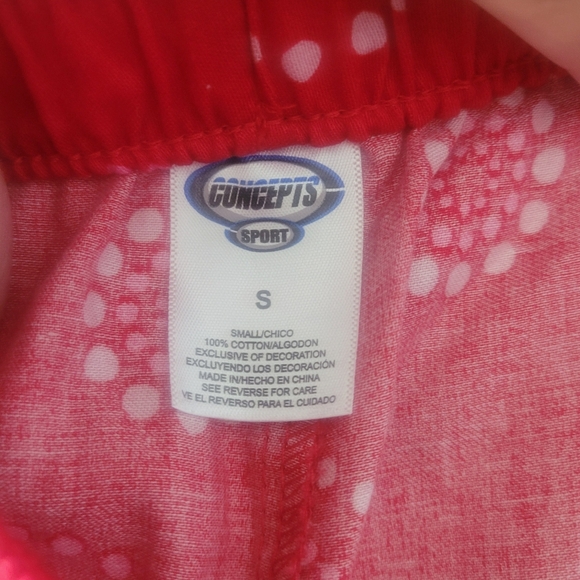 CONCEPTS
SPORT
S
SMALL/CHICO
100% COTTON/ALGODON
EXCLUSIVE OF DECORATION
EXCLUYENDO LOS DECORACIÓN
MADE IN/HECHO EN CHINA
SEE REVERSE FOR CARE
VE EL REVERSO PARA EL CUIDADO